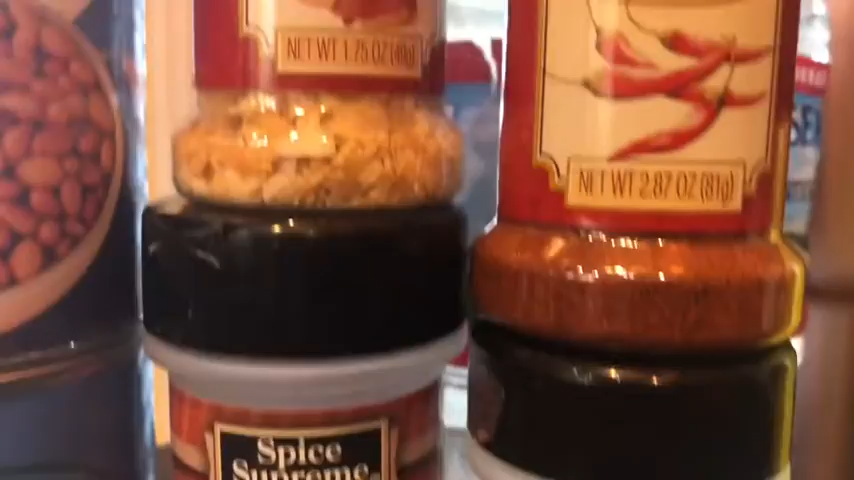 NET WT 1.75 OZ (49g)
NET WT 2.87 OZ (81g)
Spice
Supreme